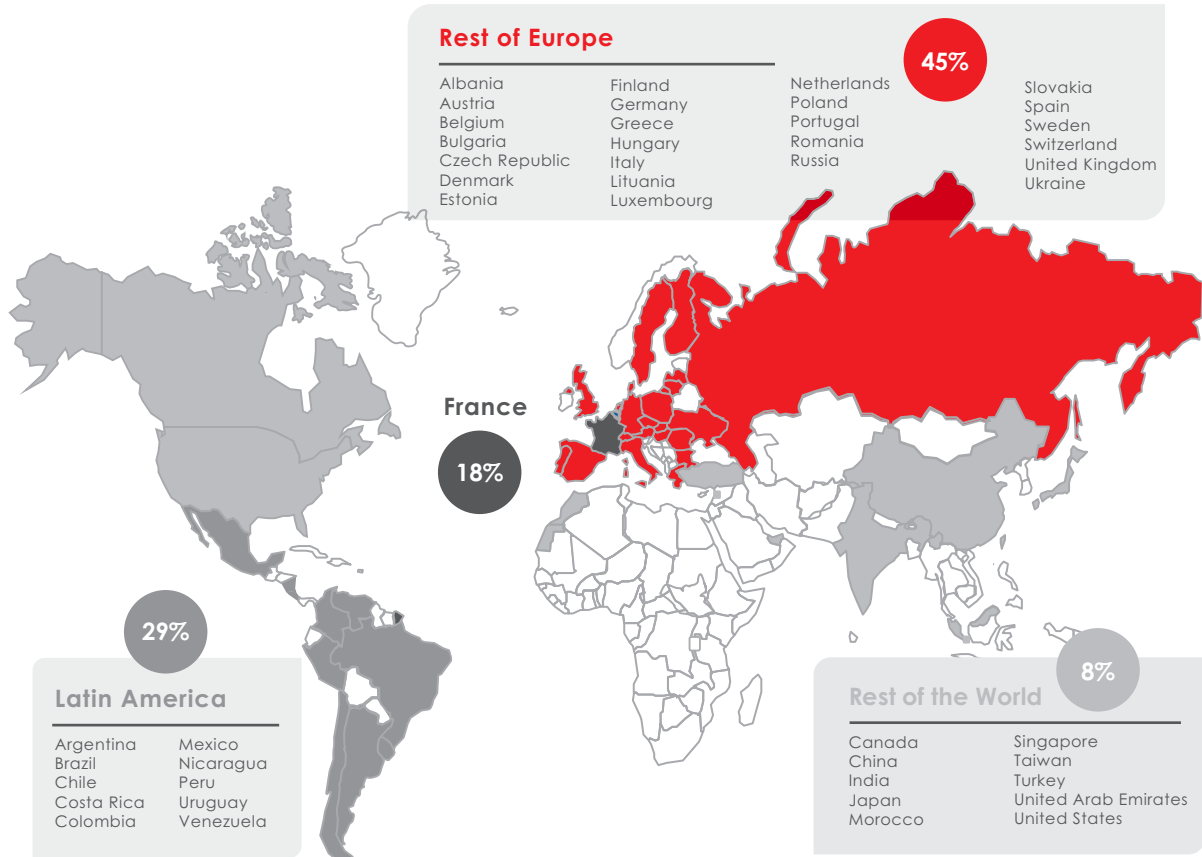 Rest of Europe
45%
Albania
Austria
Belgium
Bulgaria
Czech Republic
Denmark
Estonia
Finland
Germany
Greece
Hungary
Italy
Lituania
Luxembourg
Netherlands
Poland
Portugal
Romania
Russia
Slovakia
Spain
Sweden
Switzerland
United Kingdom
Ukraine
France
18%
29%
Latin America
Argentina
Brazil
Chile
Costa Rica
Colombia
Mexico
Nicaragua
Peru
Uruguay
Venezuela
8%
Rest of the World
Canada
China
India
Japan
Morocco
Singapore
Taiwan
Turkey
United Arab Emirates
United States